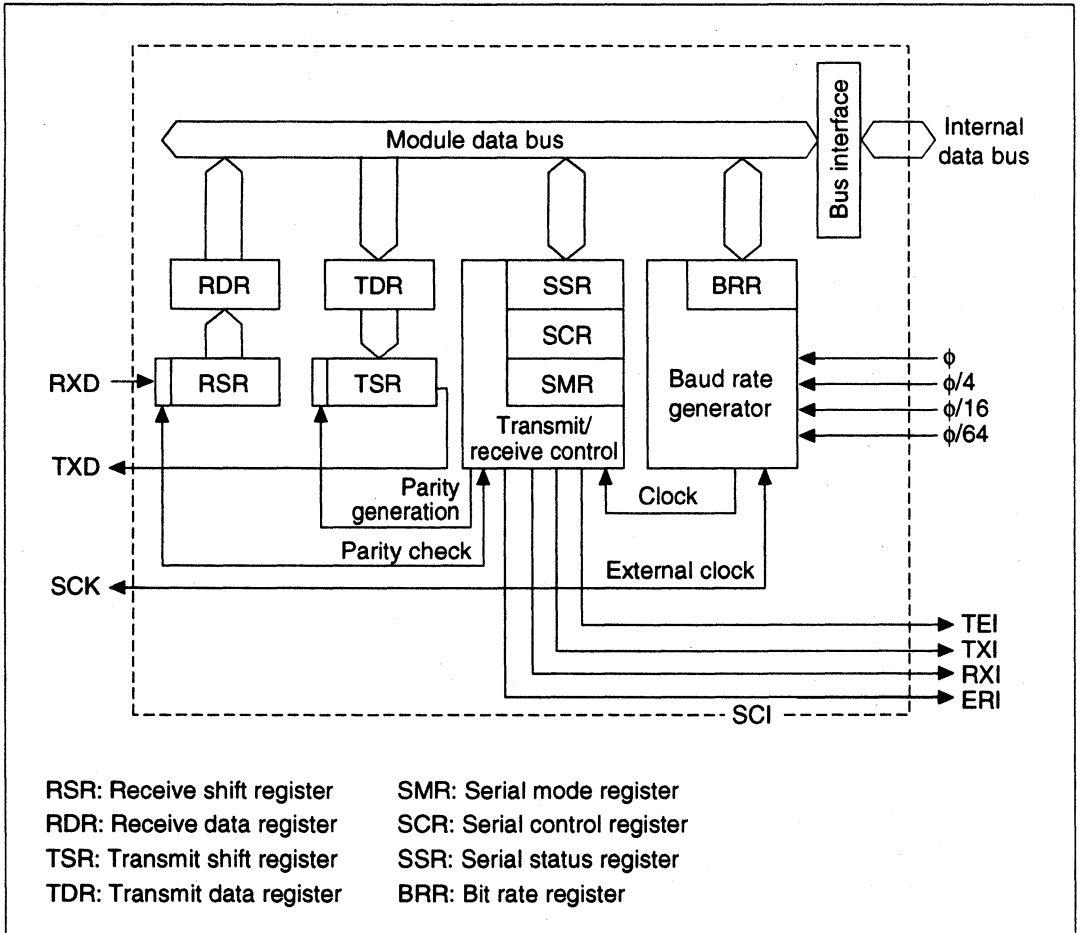 Module data bus
Bus interface
Internal
data bus
RDR
TDR
SSR
BRR
SCR
RXD
RSR
TSR
SMR
Baud rate
generator
ϕ
ϕ/4
ϕ/16
ϕ/64
Transmit/
receive control
TXD
Parity
generation
Clock
Parity check
SCK
External clock
TEI
TXI
RXI
ERI
SCI
RSR: Receive shift register
RDR: Receive data register
TSR: Transmit shift register
TDR: Transmit data register
SMR: Serial mode register
SCR: Serial control register
SSR: Serial status register
BRR: Bit rate register